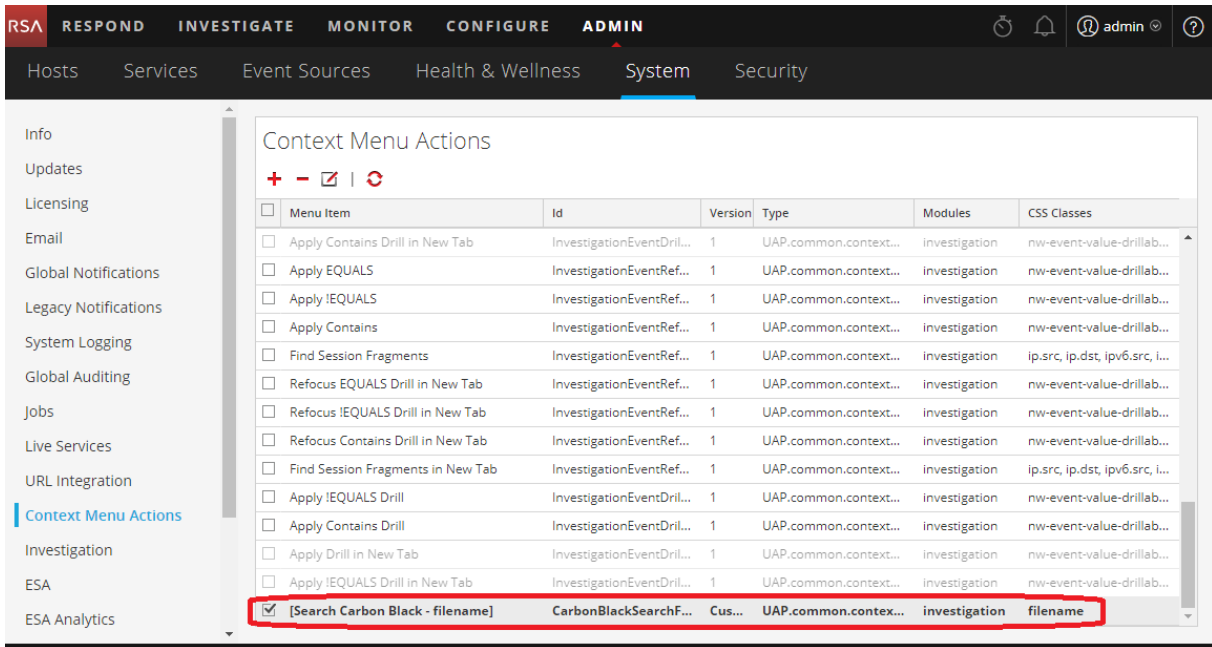 RSA RESPOND INVESTIGATE MONITOR CONFIGURE ADMIN admin
Hosts Services Event Sources Health & Wellness System Security
Info
Updates
Licensing
Email
Global Notifications
Legacy Notifications
System Logging
Global Auditing
Jobs
Live Services
URL Integration
Context Menu Actions
Investigation
ESA
ESA Analytics
Context Menu Actions
Menu Item Id Version Type Modules CSS Classes
Apply Contains Drill in New Tab InvestigationEventDril... 1 UAP.common.context... investigation nw-event-value-drillab...
Apply EQUALS InvestigationEventRef... 1 UAP.common.context... investigation nw-event-value-drillab...
Apply !EQUALS InvestigationEventRef... 1 UAP.common.context... investigation nw-event-value-drillab...
Apply Contains InvestigationEventRef... 1 UAP.common.context... investigation nw-event-value-drillab...
Find Session Fragments InvestigationEventRef... 1 UAP.common.context... investigation ip.src, ip.dst, ipv6.src, i...
Refocus EQUALS Drill in New Tab InvestigationEventRef... 1 UAP.common.context... investigation nw-event-value-drillab...
Refocus !EQUALS Drill in New Tab InvestigationEventRef... 1 UAP.common.context... investigation nw-event-value-drillab...
Refocus Contains Drill in New Tab InvestigationEventRef... 1 UAP.common.context... investigation nw-event-value-drillab...
Find Session Fragments in New Tab InvestigationEventRef... 1 UAP.common.context... investigation ip.src, ip.dst, ipv6.src, i...
Apply !EQUALS Drill InvestigationEventDril... 1 UAP.common.context... investigation nw-event-value-drillab...
Apply Contains Drill InvestigationEventDril... 1 UAP.common.context... investigation nw-event-value-drillab...
Apply Drill in New Tab InvestigationEventDril... 1 UAP.common.context... investigation nw-event-value-drillab...
Apply !EQUALS Drill in New Tab InvestigationEventDril... 1 UAP.common.context... investigation nw-event-value-drillab...
[Search Carbon Black - filename] CarbonBlackSearchF... Cus... UAP.common.contex... investigation filename